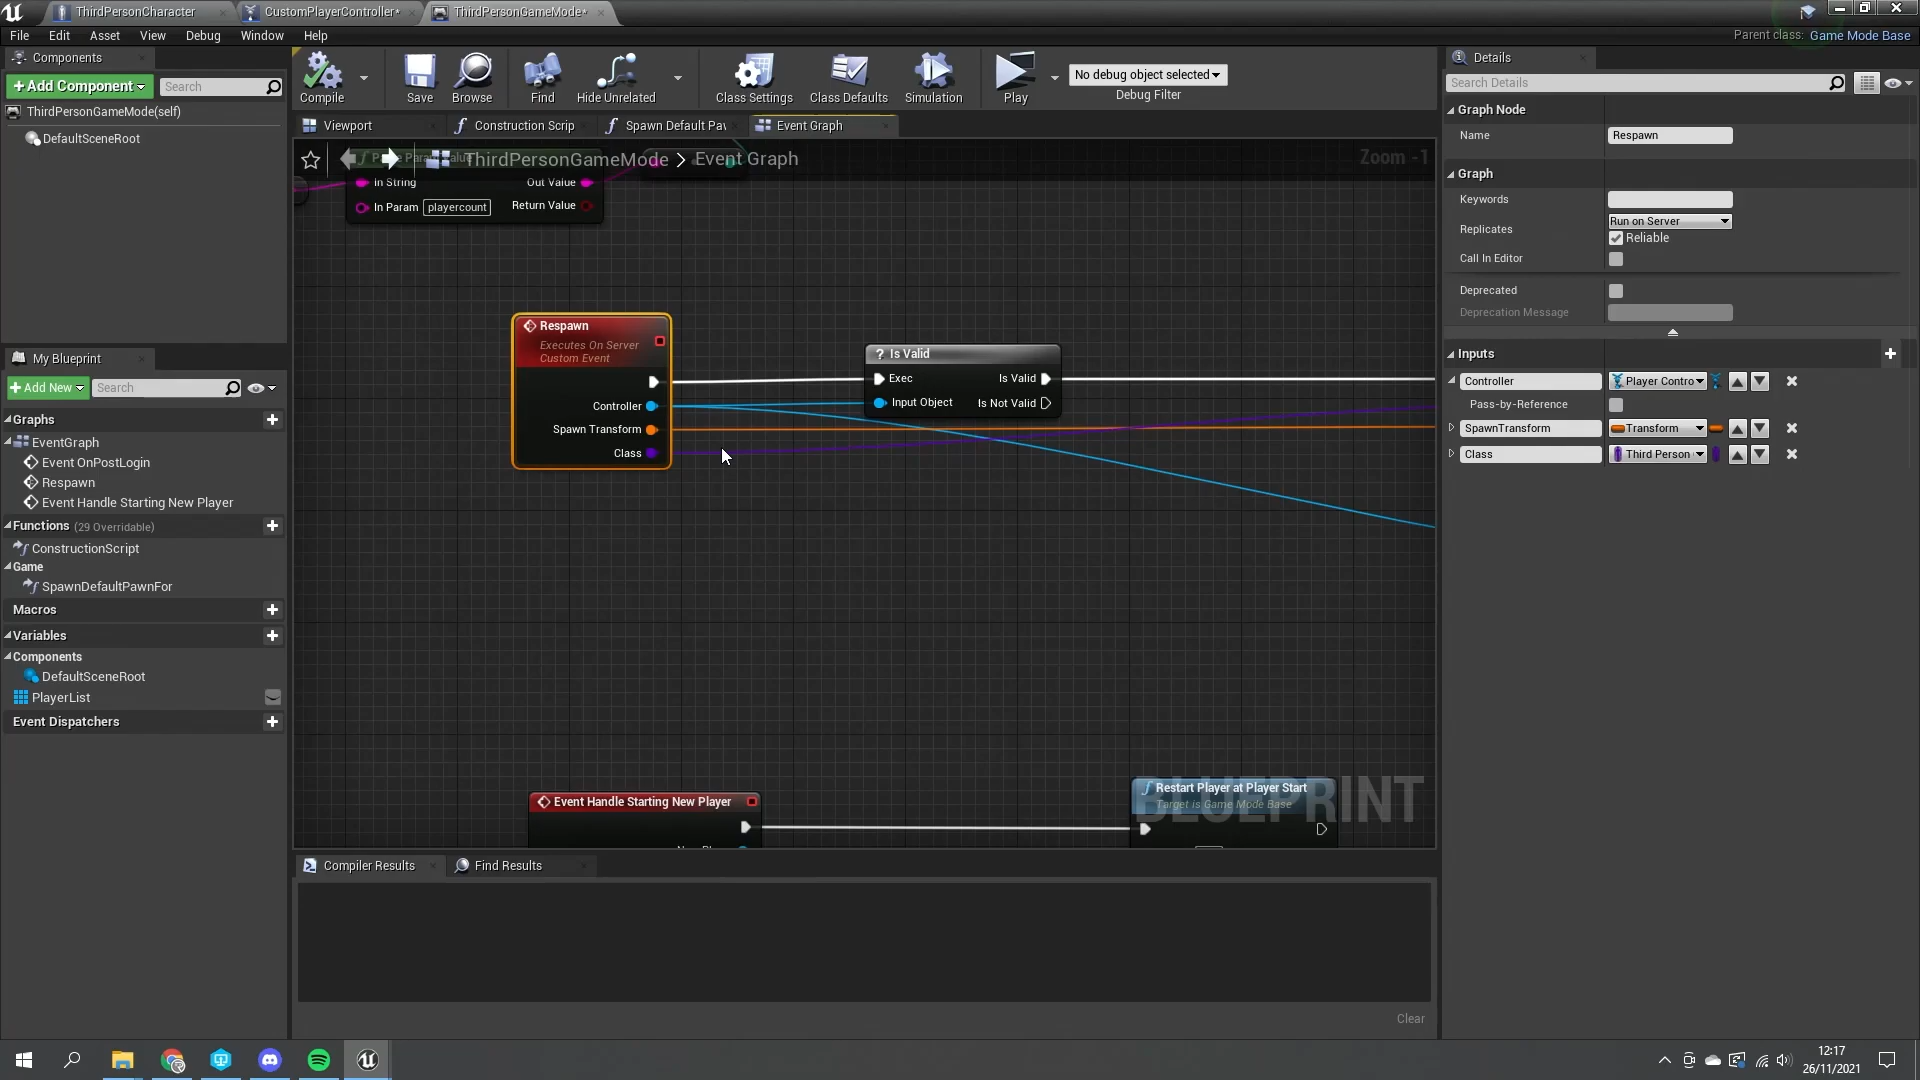 ThirdPersonCharacter
CustomPlayerController*
ThirdPersonGameMode*
File Edit Asset View Debug Window Help
Parent class: Game Mode Base
Components
+Add Component
Search
ThirdPersonGameMode(self)
DefaultSceneRoot
Compile
Save
Browse
Find
Hide Unrelated
Class Settings
Class Defaults
Simulation
Play
No debug object selected
Debug Filter
Viewport
Construction Scrip
Spawn Default Pav
Event Graph
ThirdPersonGameMode > Event Graph
Zoom -1
In String
Out Value
In Param
playercount
Return Value
Respawn
Executes On Server
Custom Event
Controller
Spawn Transform
Class
? Is Valid
Exec
Is Valid
Input Object
Is Not Valid
Event Handle Starting New Player
Restart Player at Player Start
Target is Game Mode Base
BLUEPRINT
My Blueprint
+Add New
Search
Graphs
EventGraph
Event OnPostLogin
Respawn
Event Handle Starting New Player
Functions (29 Overridable)
ConstructionScript
Game
SpawnDefaultPawnFor
Macros
Variables
Components
DefaultSceneRoot
PlayerList
Event Dispatchers
Compiler Results
Find Results
Clear
Details
Search Details
Graph Node
Name
Respawn
Graph
Keywords
Replicates
Run on Server
Reliable
Call In Editor
Deprecated
Deprecation Message
Inputs
Controller
Player Contro
Pass-by-Reference
SpawnTransform
Transform
Class
Third Person
12:17
26/11/2021